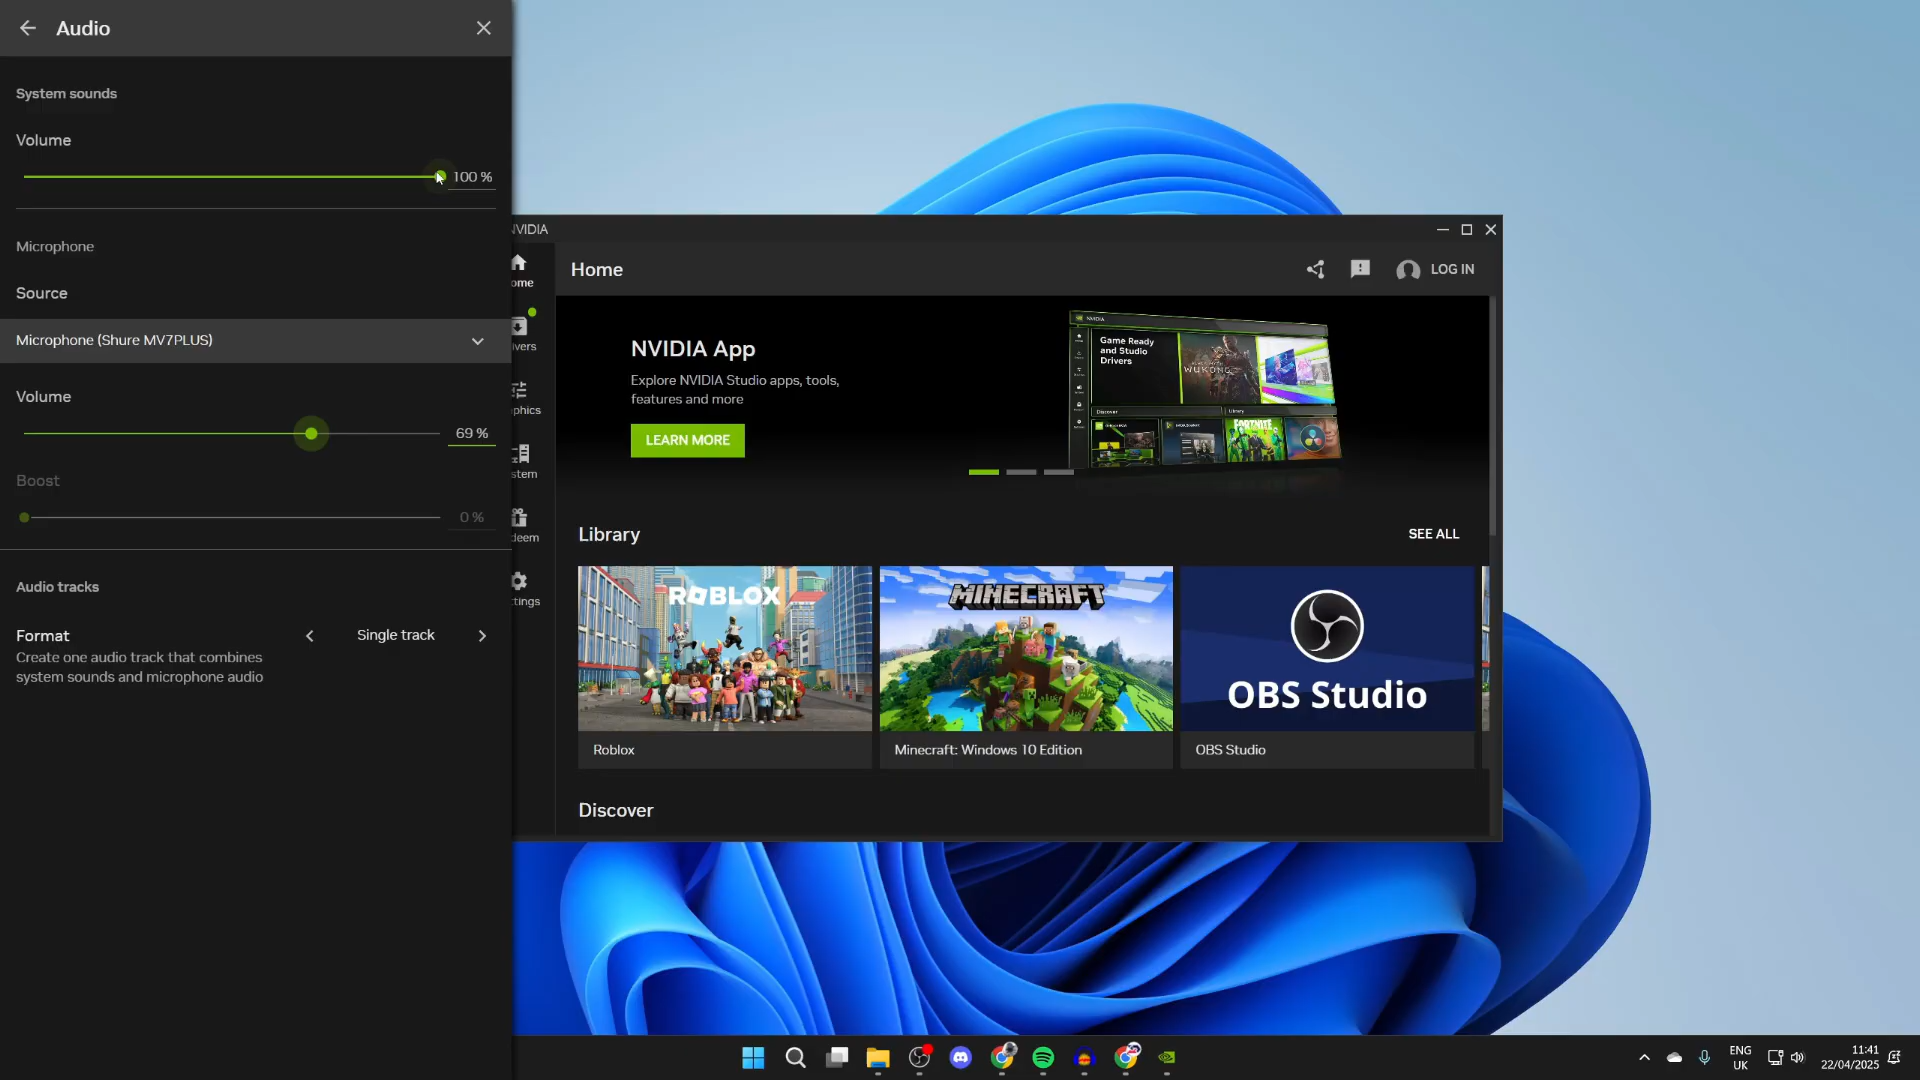 Audio
System sounds
Volume
100 %
Microphone
Source
Microphone (Shure MV7PLUS)
Volume
69 %
Boost
0 %
Audio tracks
Format
Single track
Create one audio track that combines
system sounds and microphone audio
NVIDIA
Home
LOG IN
ome
ivers
phics
stem
deem
ttings
NVIDIA App
Explore NVIDIA Studio apps, tools,
features and more
LEARN MORE
Game Ready
and Studio
Drivers
WUKONG
Discover
Library
FORTNITE
Library
SEE ALL
ROBLOX
MINECRAFT
OBS Studio
Roblox
Minecraft: Windows 10 Edition
OBS Studio
Discover
ENG
UK
11:41
22/04/2025